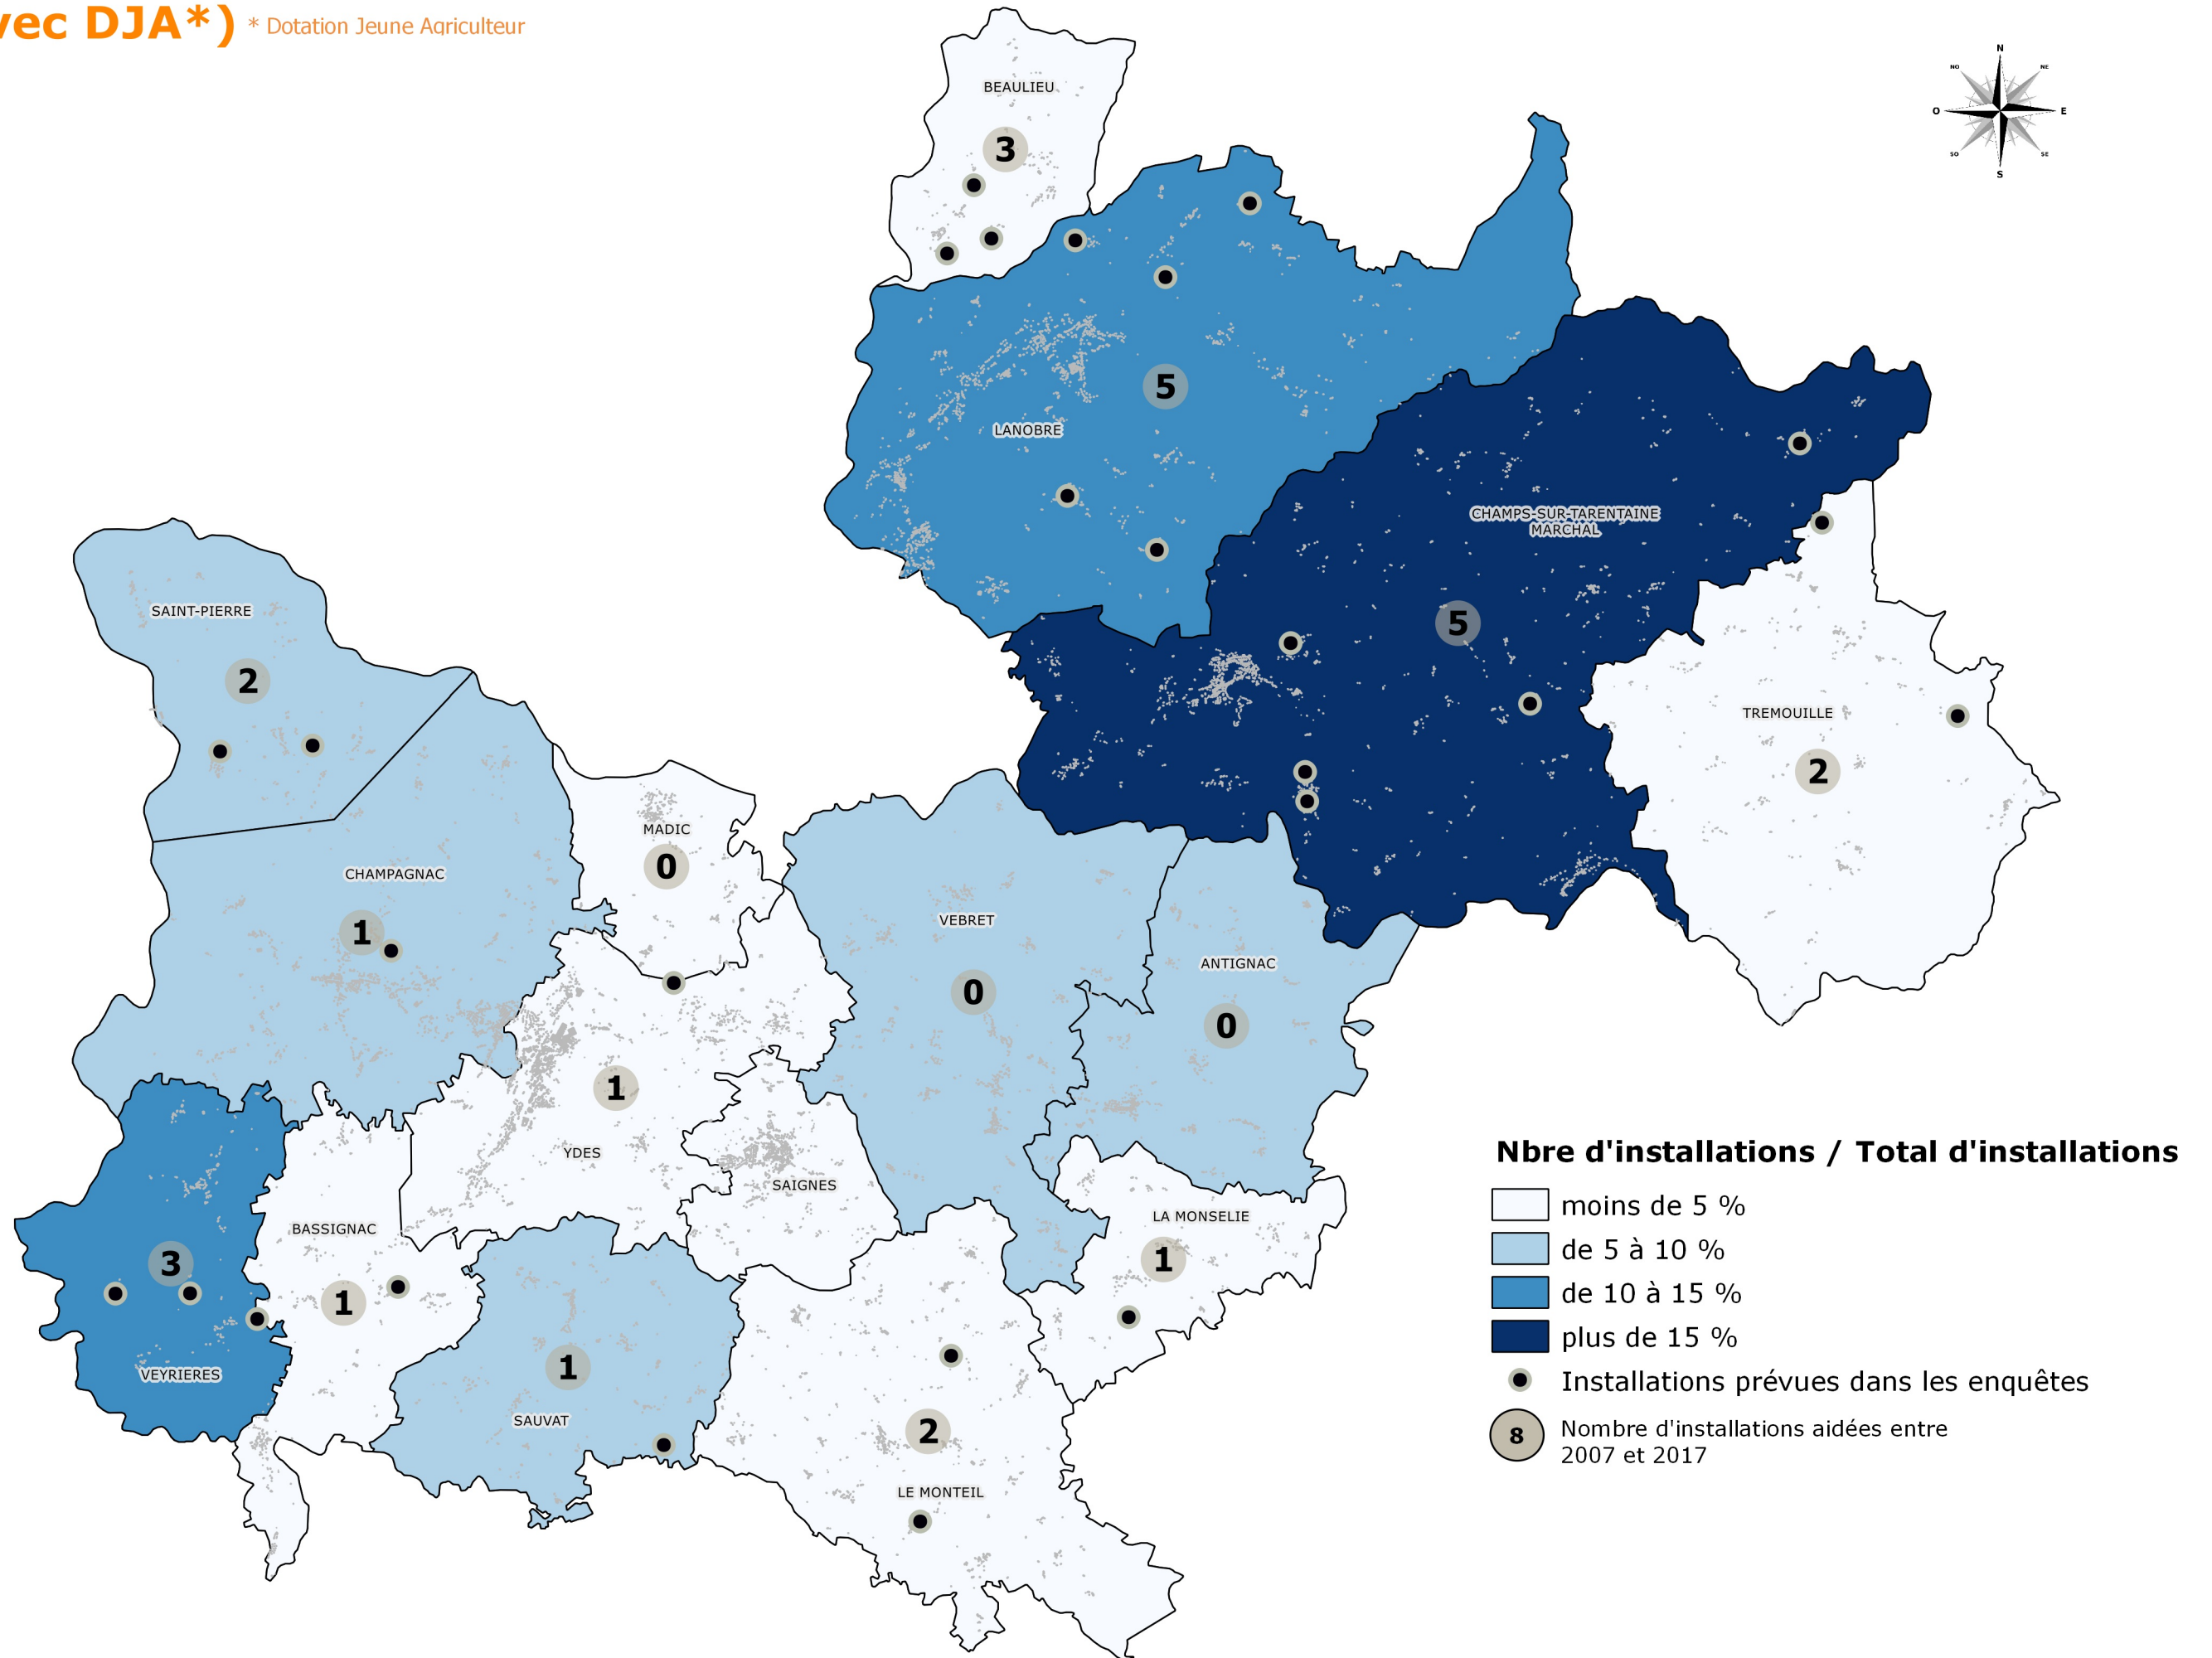 vec DJA*) * Dotation Jeune Agriculteur
N
NO NE
O E
SO SE
S
BEAULIEU
3
5
LANOBRE
CHAMPS-SUR-TARENTAINE
MARCHAL
5
SAINT-PIERRE
2
TREMOUILLE
2
MADIC
0
CHAMPAGNAC
1
VEBRET
0
ANTIGNAC
0
1
YDES
SAIGNES
BASSIGNAC
1
3
VEYRIERES
LA MONSELIE
1
1
SAUVAT
2
LE MONTEIL
Nbre d'installations / Total d'installations
moins de 5 %
de 5 à 10 %
de 10 à 15 %
plus de 15 %
Installations prévues dans les enquêtes
8 Nombre d'installations aidées entre
2007 et 2017